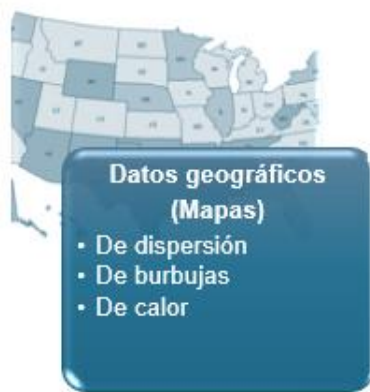 Datos geográficos
(Mapas)
• De dispersión
• De burbujas
• De calor